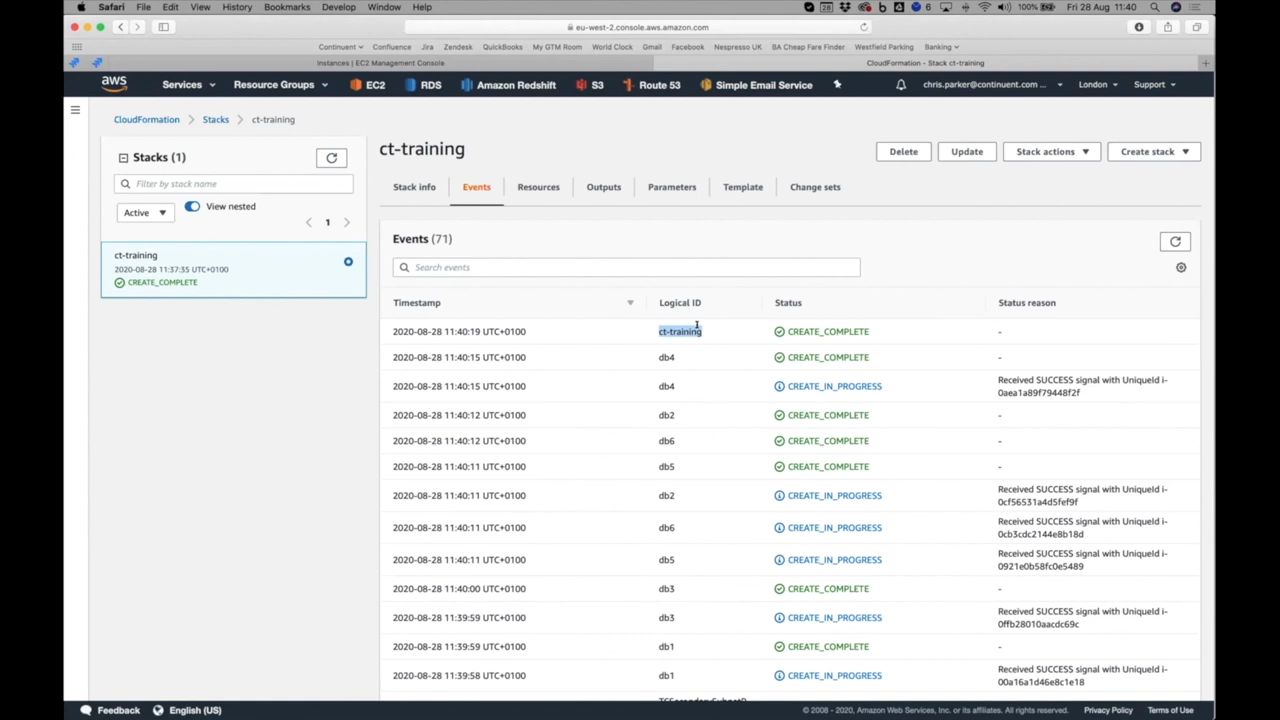 Safari File Edit View History Bookmarks Develop Window Help 28 6 100% Fri 28 Aug 11:40
eu-west-2.console.aws.amazon.com
Continuent Confluence Jira Zendesk QuickBooks My GTM Room World Clock Gmail Facebook Nespresso UK BA Cheap Fare Finder Westfield Parking Banking
Instances | EC2 Management Console CloudFormation - Stack ct-training
aws Services Resource Groups EC2 RDS Amazon Redshift S3 Route 53 Simple Email Service chris.parker@continuent.com ... London Support
CloudFormation > Stacks > ct-training
Stacks (1)
Filter by stack name
Active View nested
< 1 >
ct-training
2020-08-28 11:37:35 UTC+0100
CREATE_COMPLETE
ct-training
Delete Update Stack actions Create stack
Stack info Events Resources Outputs Parameters Template Change sets
Events (71)
Search events
Timestamp Logical ID Status Status reason
2020-08-28 11:40:19 UTC+0100 ct-training CREATE_COMPLETE -
2020-08-28 11:40:15 UTC+0100 db4 CREATE_COMPLETE -
2020-08-28 11:40:15 UTC+0100 db4 CREATE_IN_PROGRESS Received SUCCESS signal with UniqueId i-
0aea1a89f79448f2f
2020-08-28 11:40:12 UTC+0100 db2 CREATE_COMPLETE -
2020-08-28 11:40:12 UTC+0100 db6 CREATE_COMPLETE -
2020-08-28 11:40:11 UTC+0100 db5 CREATE_COMPLETE -
2020-08-28 11:40:11 UTC+0100 db2 CREATE_IN_PROGRESS Received SUCCESS signal with UniqueId i-
0cf56531a4d5fef9f
2020-08-28 11:40:11 UTC+0100 db6 CREATE_IN_PROGRESS Received SUCCESS signal with UniqueId i-
0cb3cdc2144e8b18d
2020-08-28 11:40:11 UTC+0100 db5 CREATE_IN_PROGRESS Received SUCCESS signal with UniqueId i-
0921e0b58fc0e5489
2020-08-28 11:40:00 UTC+0100 db3 CREATE_COMPLETE -
2020-08-28 11:39:59 UTC+0100 db3 CREATE_IN_PROGRESS Received SUCCESS signal with UniqueId i-
0ffb28010aacdc69c
2020-08-28 11:39:59 UTC+0100 db1 CREATE_COMPLETE -
2020-08-28 11:39:58 UTC+0100 db1 CREATE_IN_PROGRESS Received SUCCESS signal with UniqueId i-
00a16a1d46e8c1e18
Feedback English (US) © 2008 - 2020, Amazon Web Services, Inc. or its affiliates. All rights reserved. Privacy Policy Terms of Use